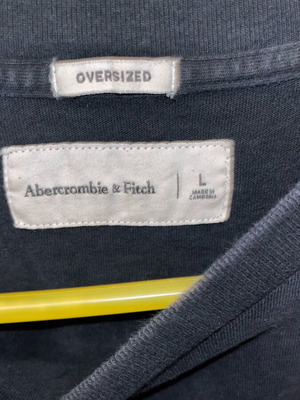 OVERSIZED
Abercrombie & Fitch
L
MADE IN
CAMBODIA